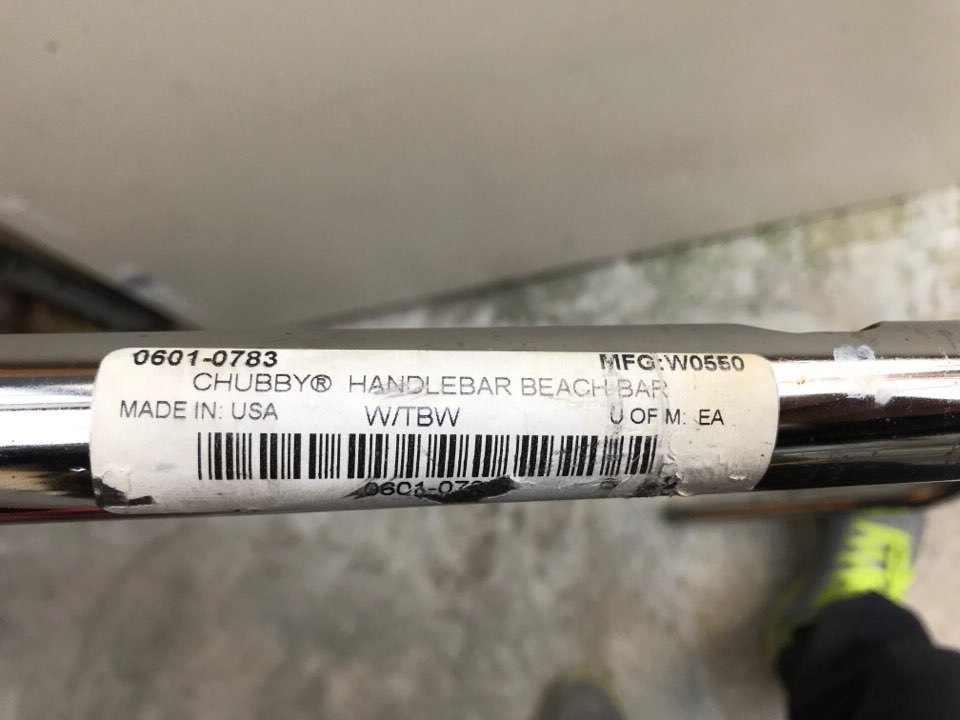 0601-0783 MFG:W0550
CHUBBY® HANDLEBAR BEACH BAR
MADE IN: USA W/TBW U OF M: EA